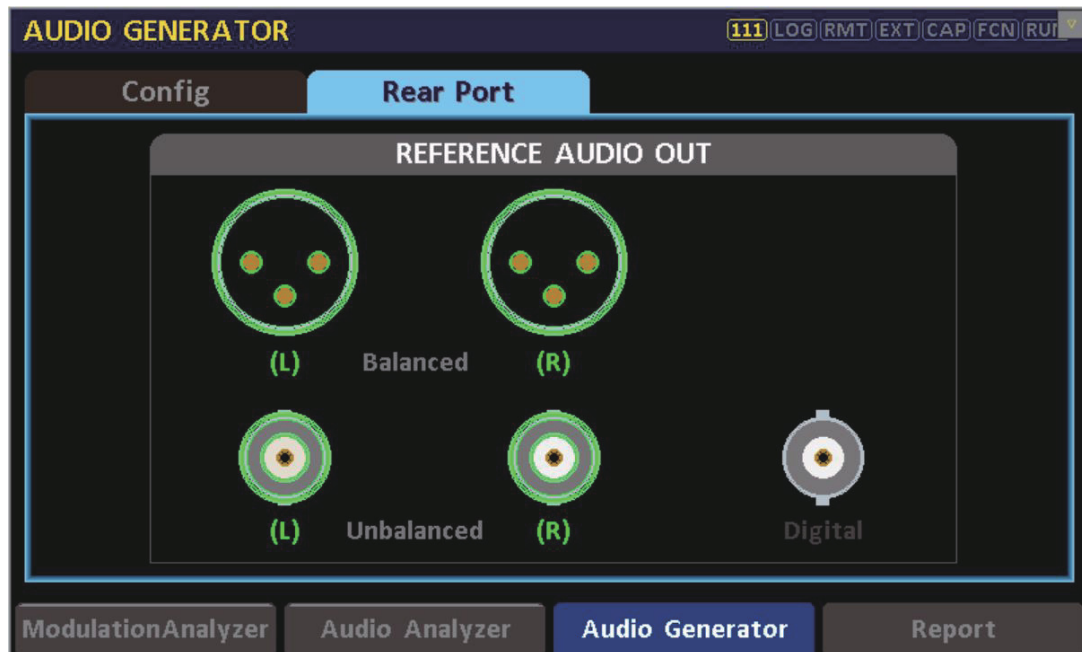 AUDIO GENERATOR 111 LOG RMT EXT CAP FCN
Config Rear Port
REFERENCE AUDIO OUT
(L) Balanced (R)
(L) Unbalanced (R) Digital
ModulationAnalyzer Audio Analyzer Audio Generator Report